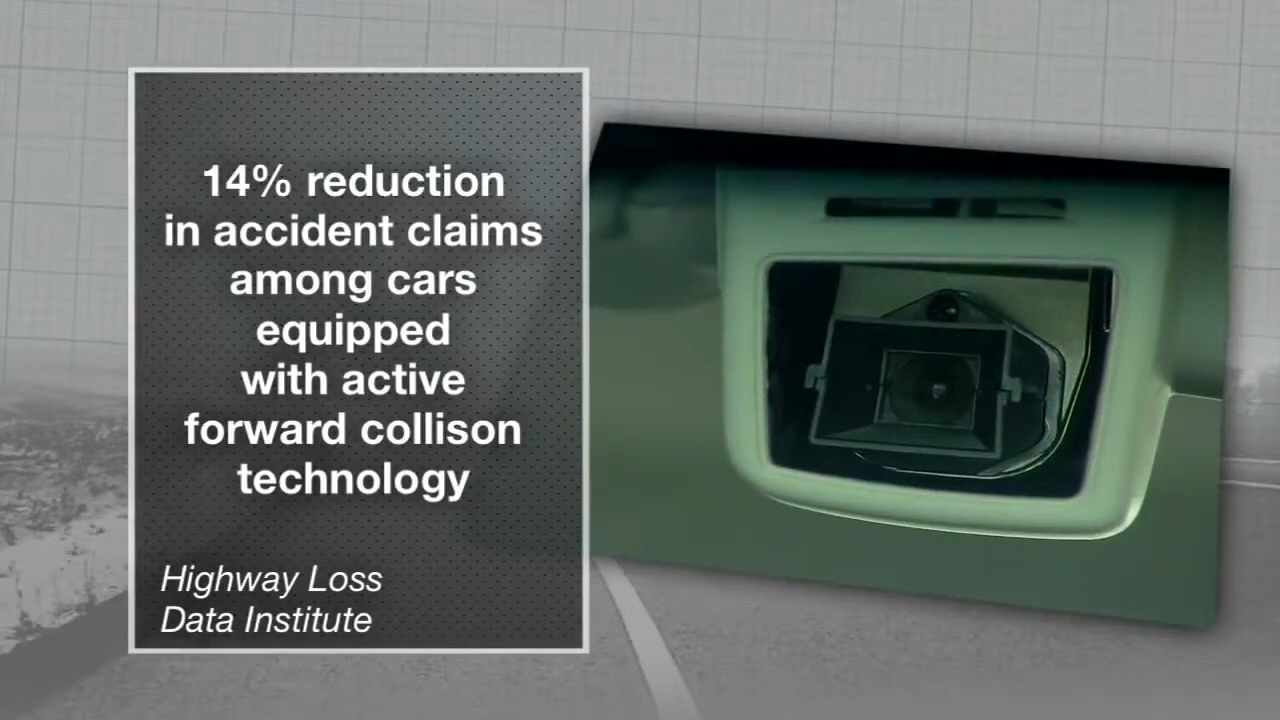 14% reduction
in accident claims
among cars
equipped
with active
forward collison
technology
Highway Loss
Data Institute